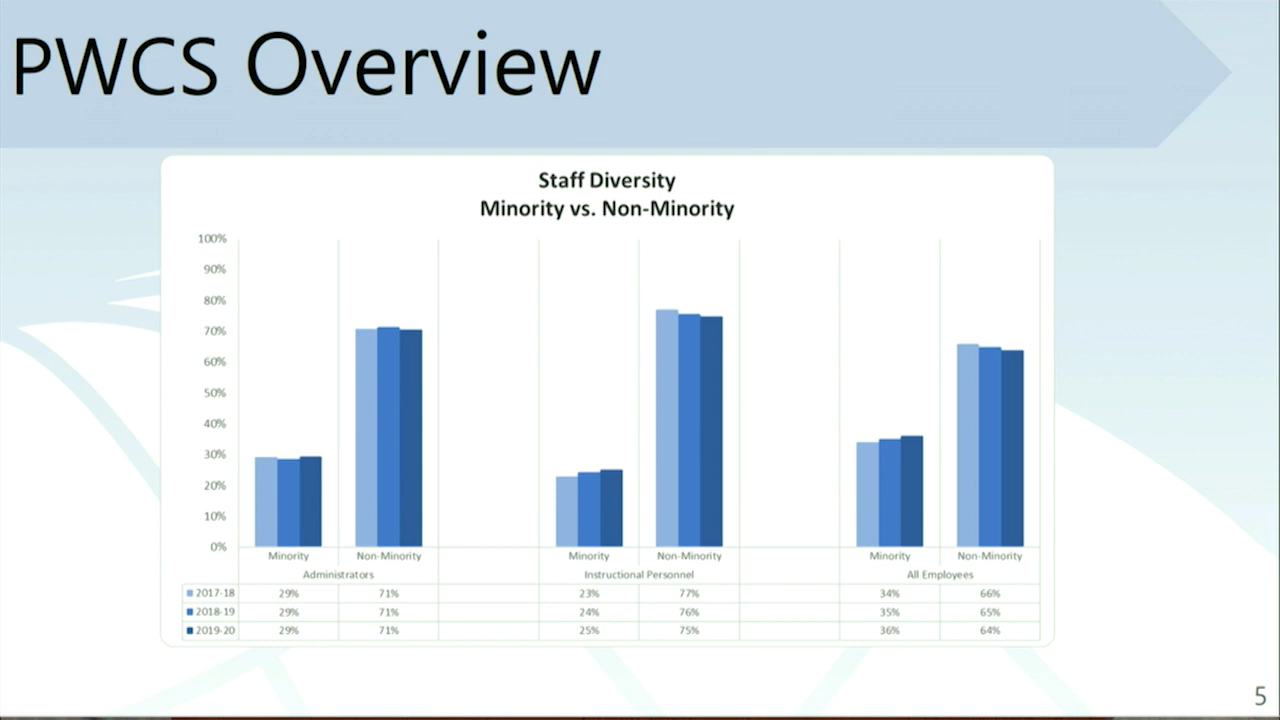 PWCS Overview
Staff Diversity
Minority vs. Non-Minority
100%
90%
80%
70%
60%
50%
40%
30%
20%
10%
0%
Minority Non-Minority Minority Non-Minority Minority Non-Minority
Administrators Instructional Personnel All Employees
2017-18 29% 71% 23% 77% 34% 66%
2018-19 29% 71% 24% 76% 35% 65%
2019-20 29% 71% 25% 75% 36% 64%
5